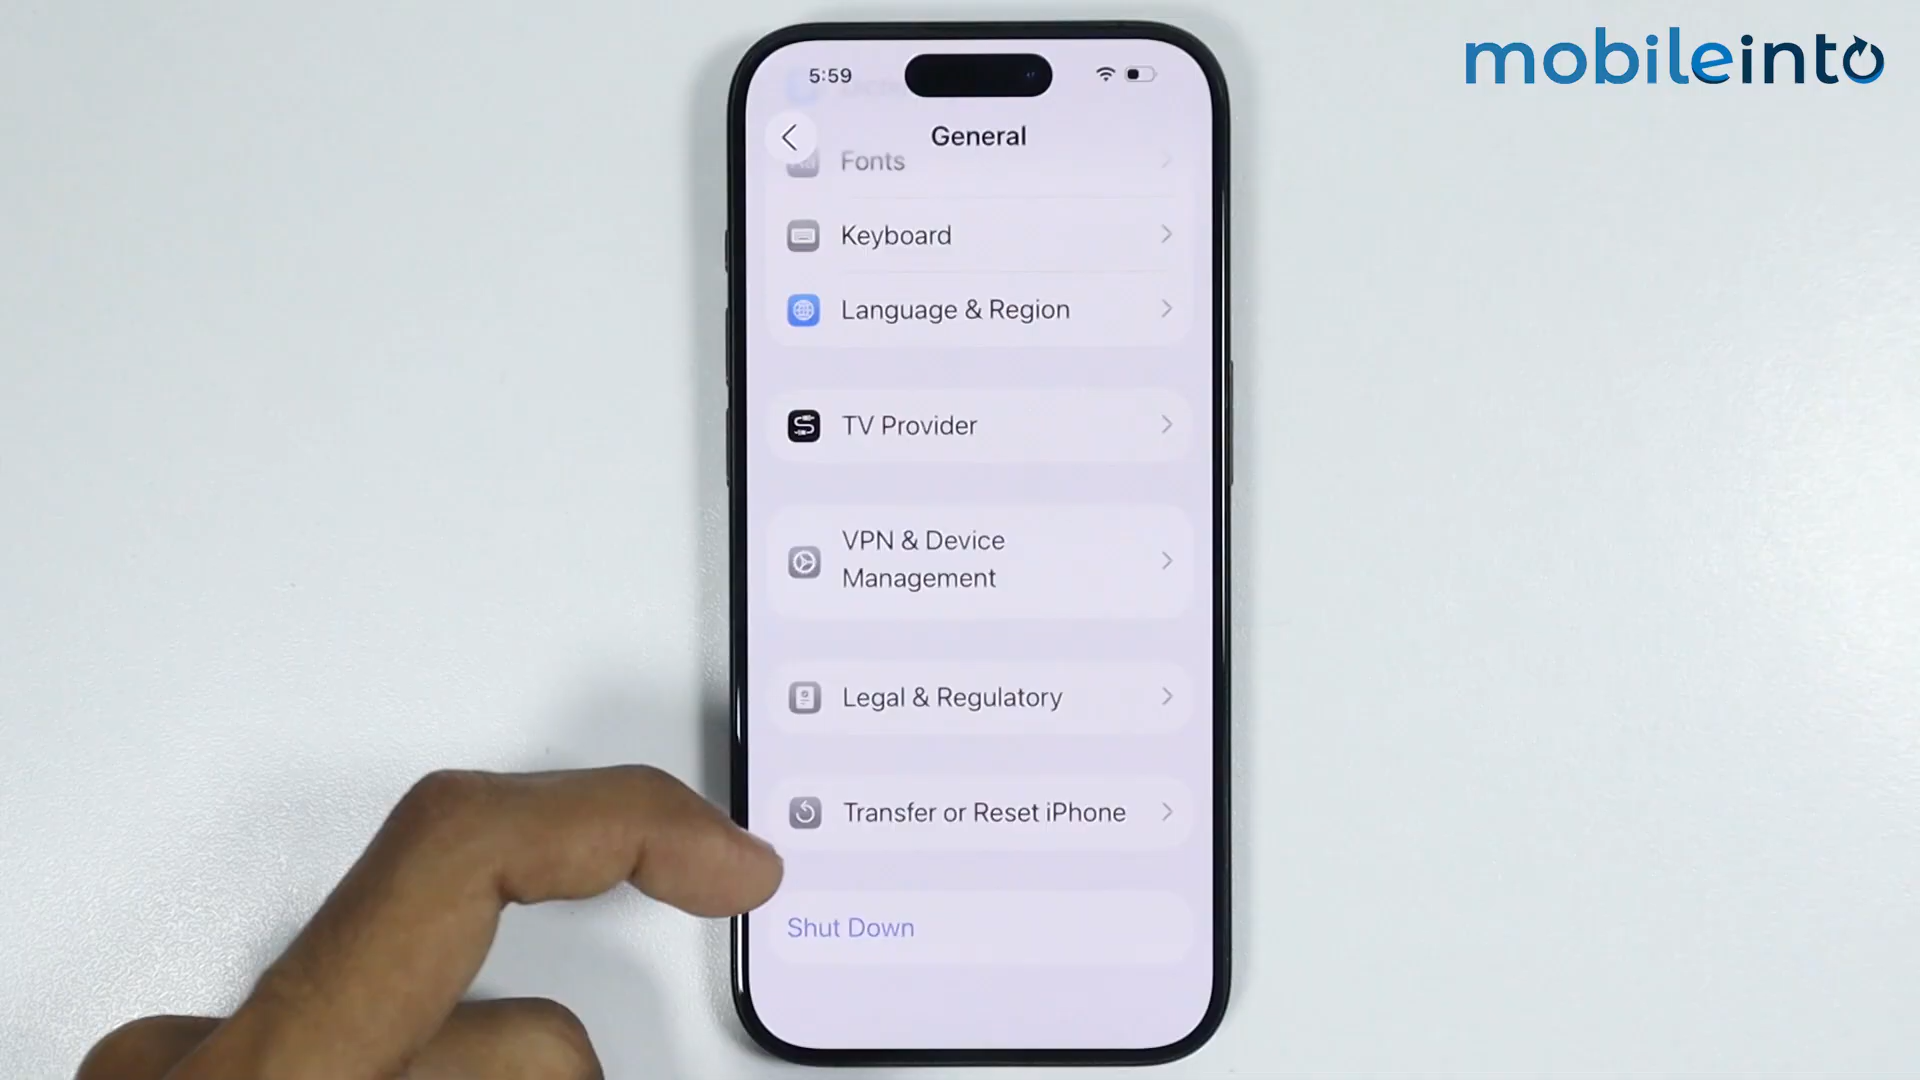 mobileinto
5:59
General
Fonts
Keyboard
Language & Region
TV Provider
VPN & Device
Management
Legal & Regulatory
Transfer or Reset iPhone
Shut Down